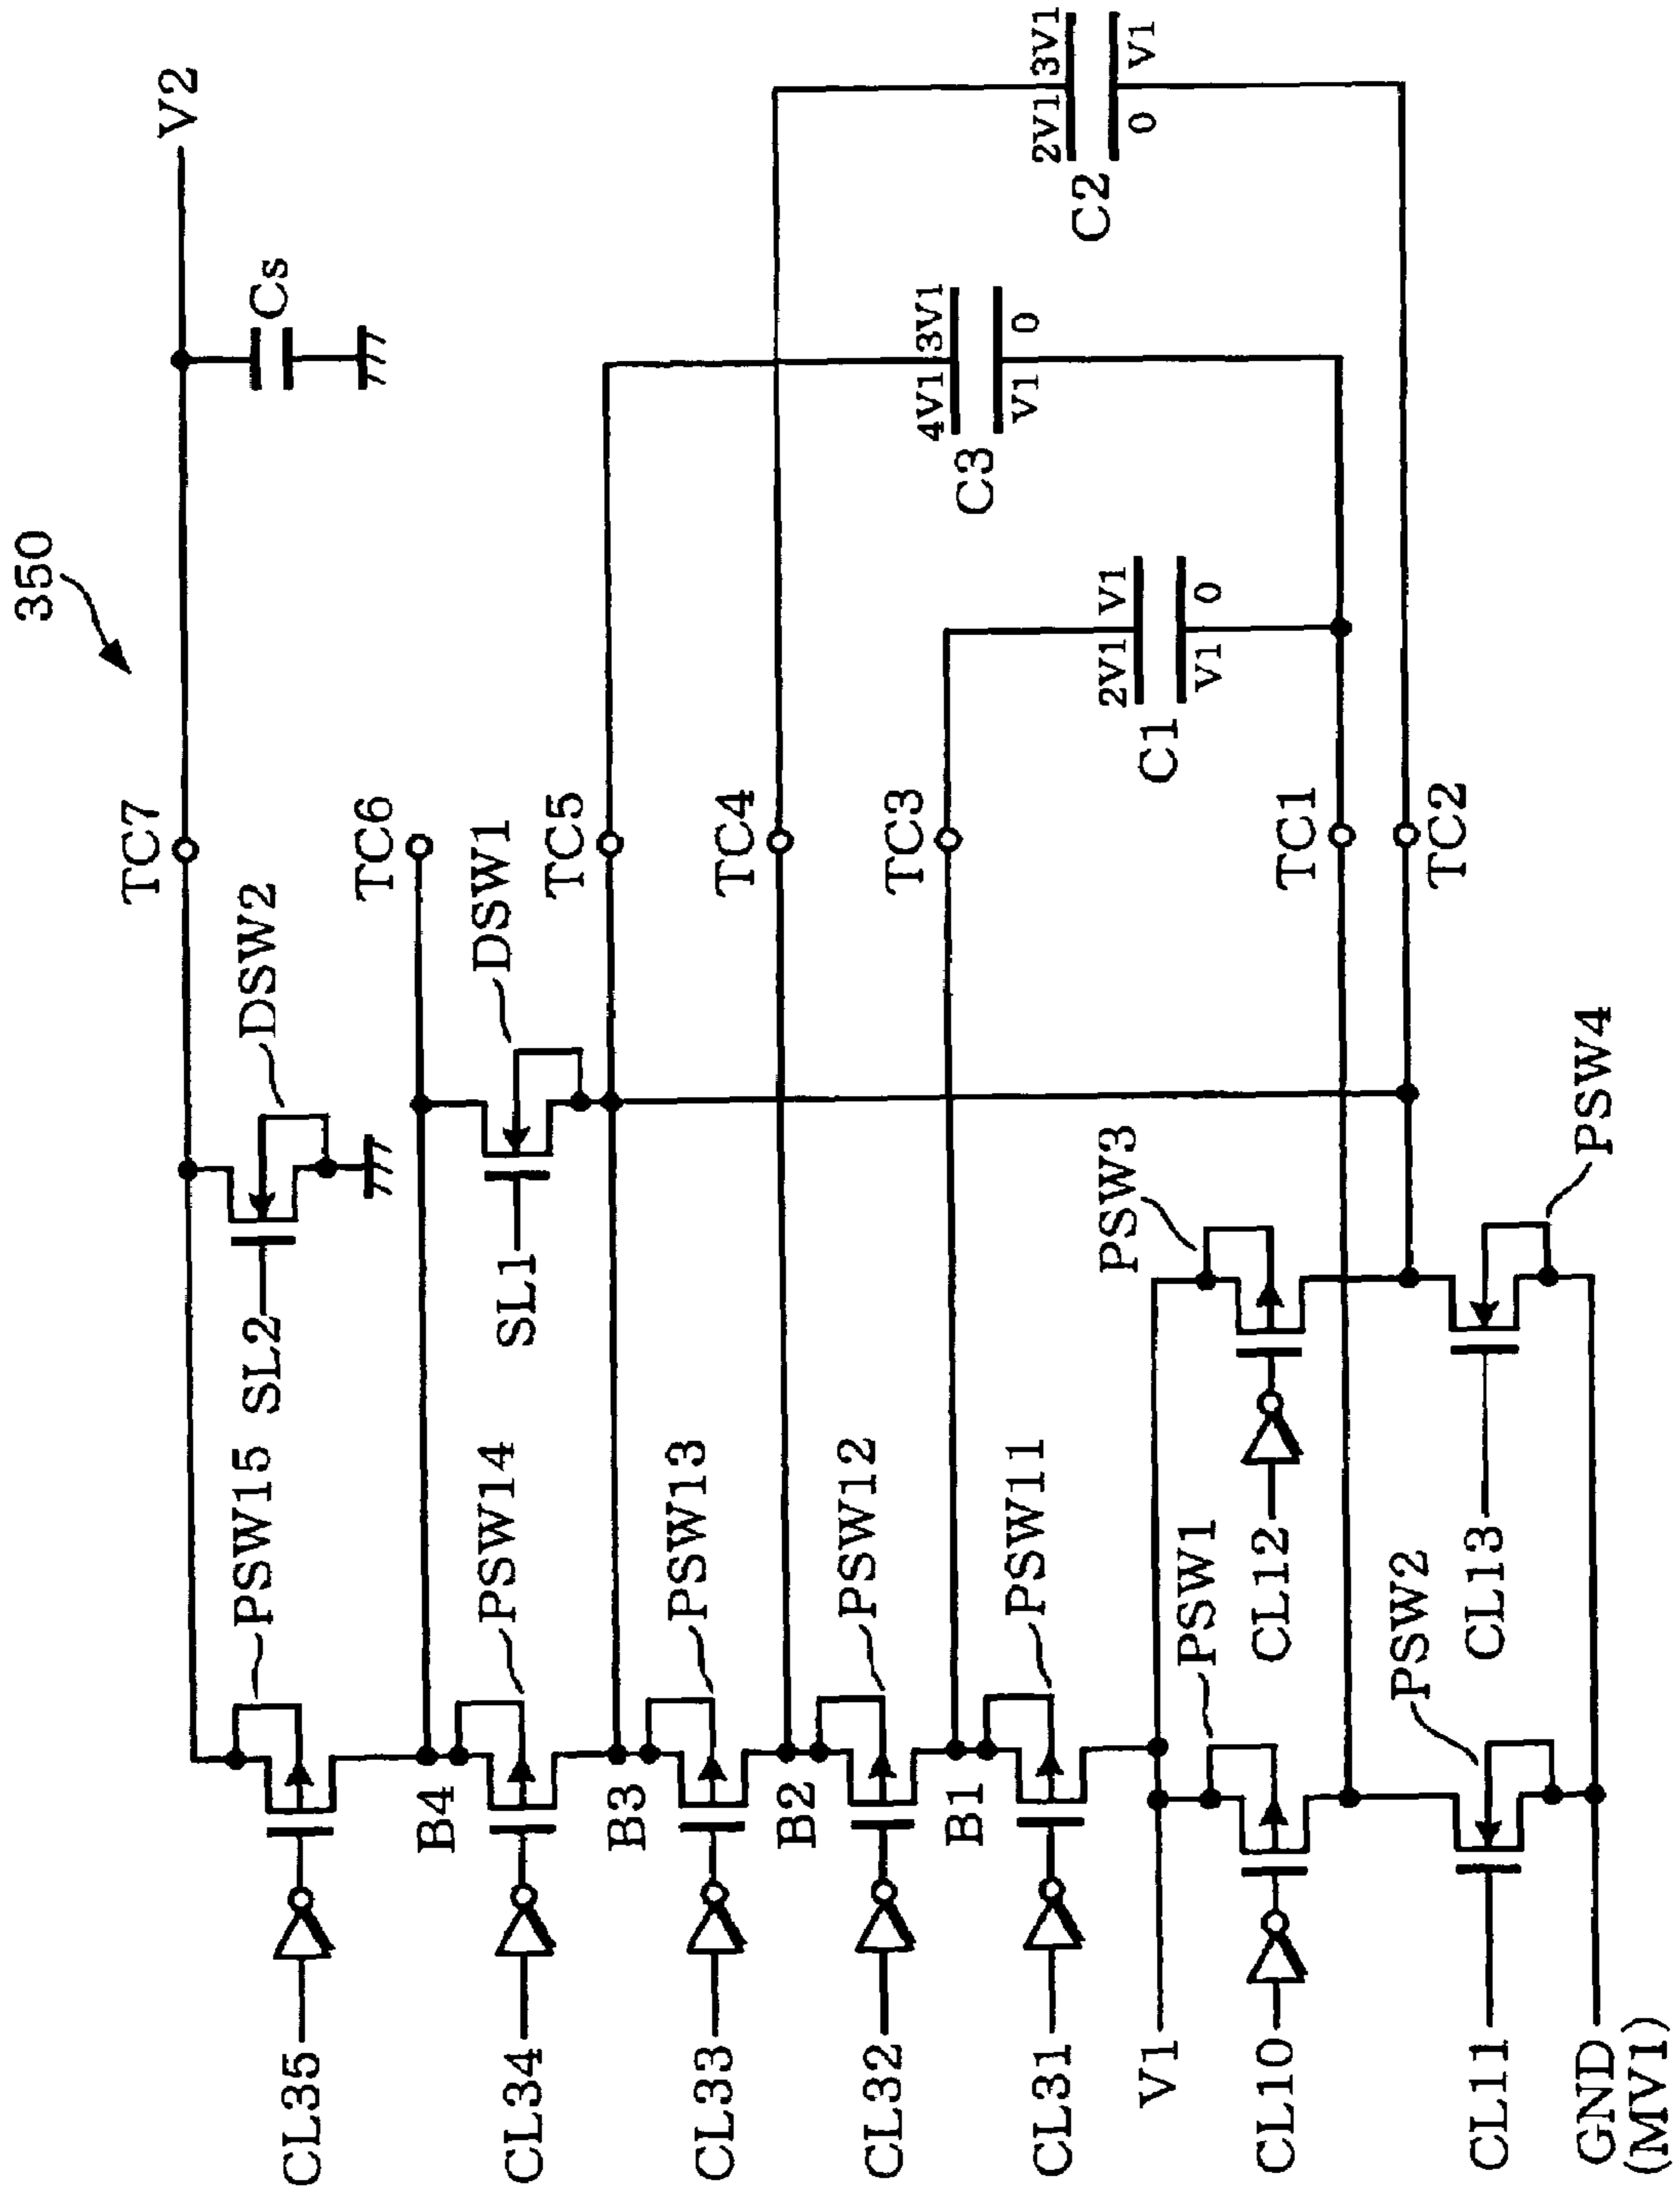 350
V2
Cs
TC7
DSW2
SL2
PSW15
CL35
TC6
DSW1
SL1
B4
PSW14
CL34
TC5
B3
PSW13
CL33
TC4
B2
PSW12
CL32
TC3
B1
PSW11
CL31
2V1 3V1
0 V1
C2
4V1 3V1
V1 0
C3
2V1 V1
V1 0
C1
TC1
TC2
V1
PSW3
PSW1
CL12
CL10
PSW4
CL13
PSW2
CL11
GND
(MV1)